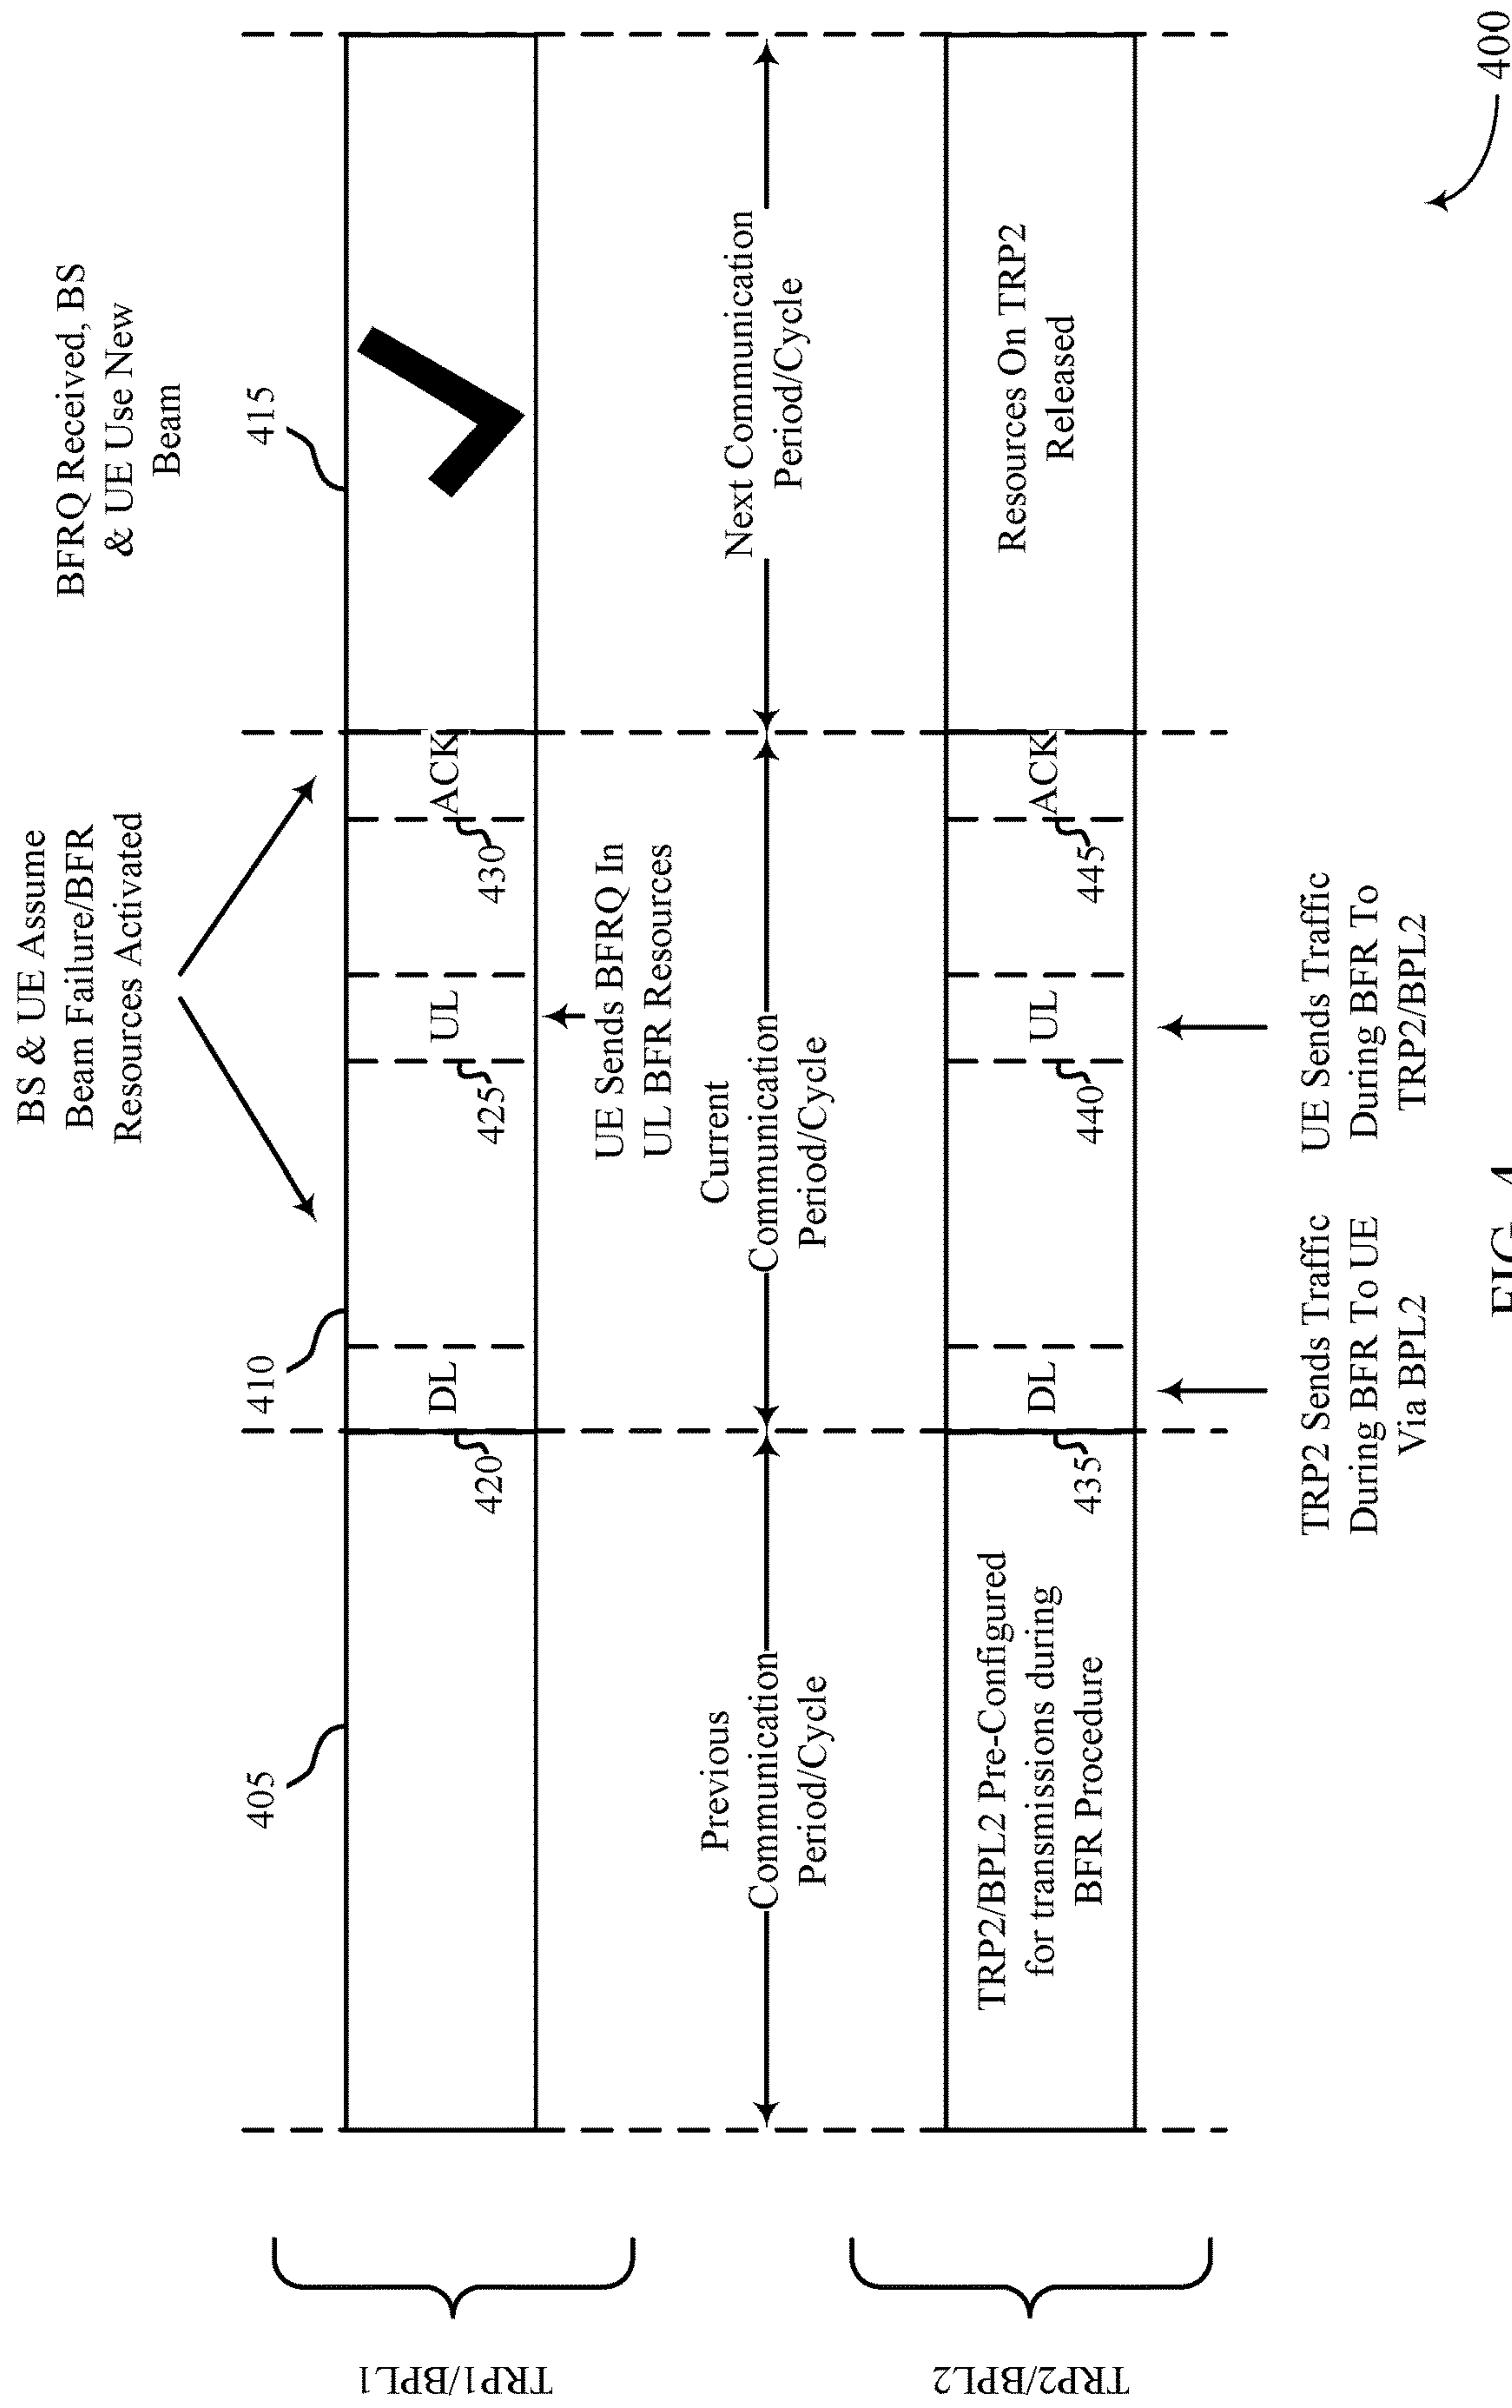 BS & UE Assume
Beam Failure/BFR
Resources Activated
BFRQ Received, BS
& UE Use New
Beam
405
410
415
TRP1/BPL1
DL
UL
ACK
420
425
430
UE Sends BFRQ In
UL BFR Resources
Previous
Communication
Period/Cycle
Current
Communication
Period/Cycle
Next Communication
Period/Cycle
TRP2/BPL2
TRP2/BPL2 Pre-Configured
for transmissions during
BFR Procedure
DL
UL
ACK
Resources On TRP2
Released
435
440
445
TRP2 Sends Traffic
During BFR To UE
Via BPL2
UE Sends Traffic
During BFR To
TRP2/BPL2
400